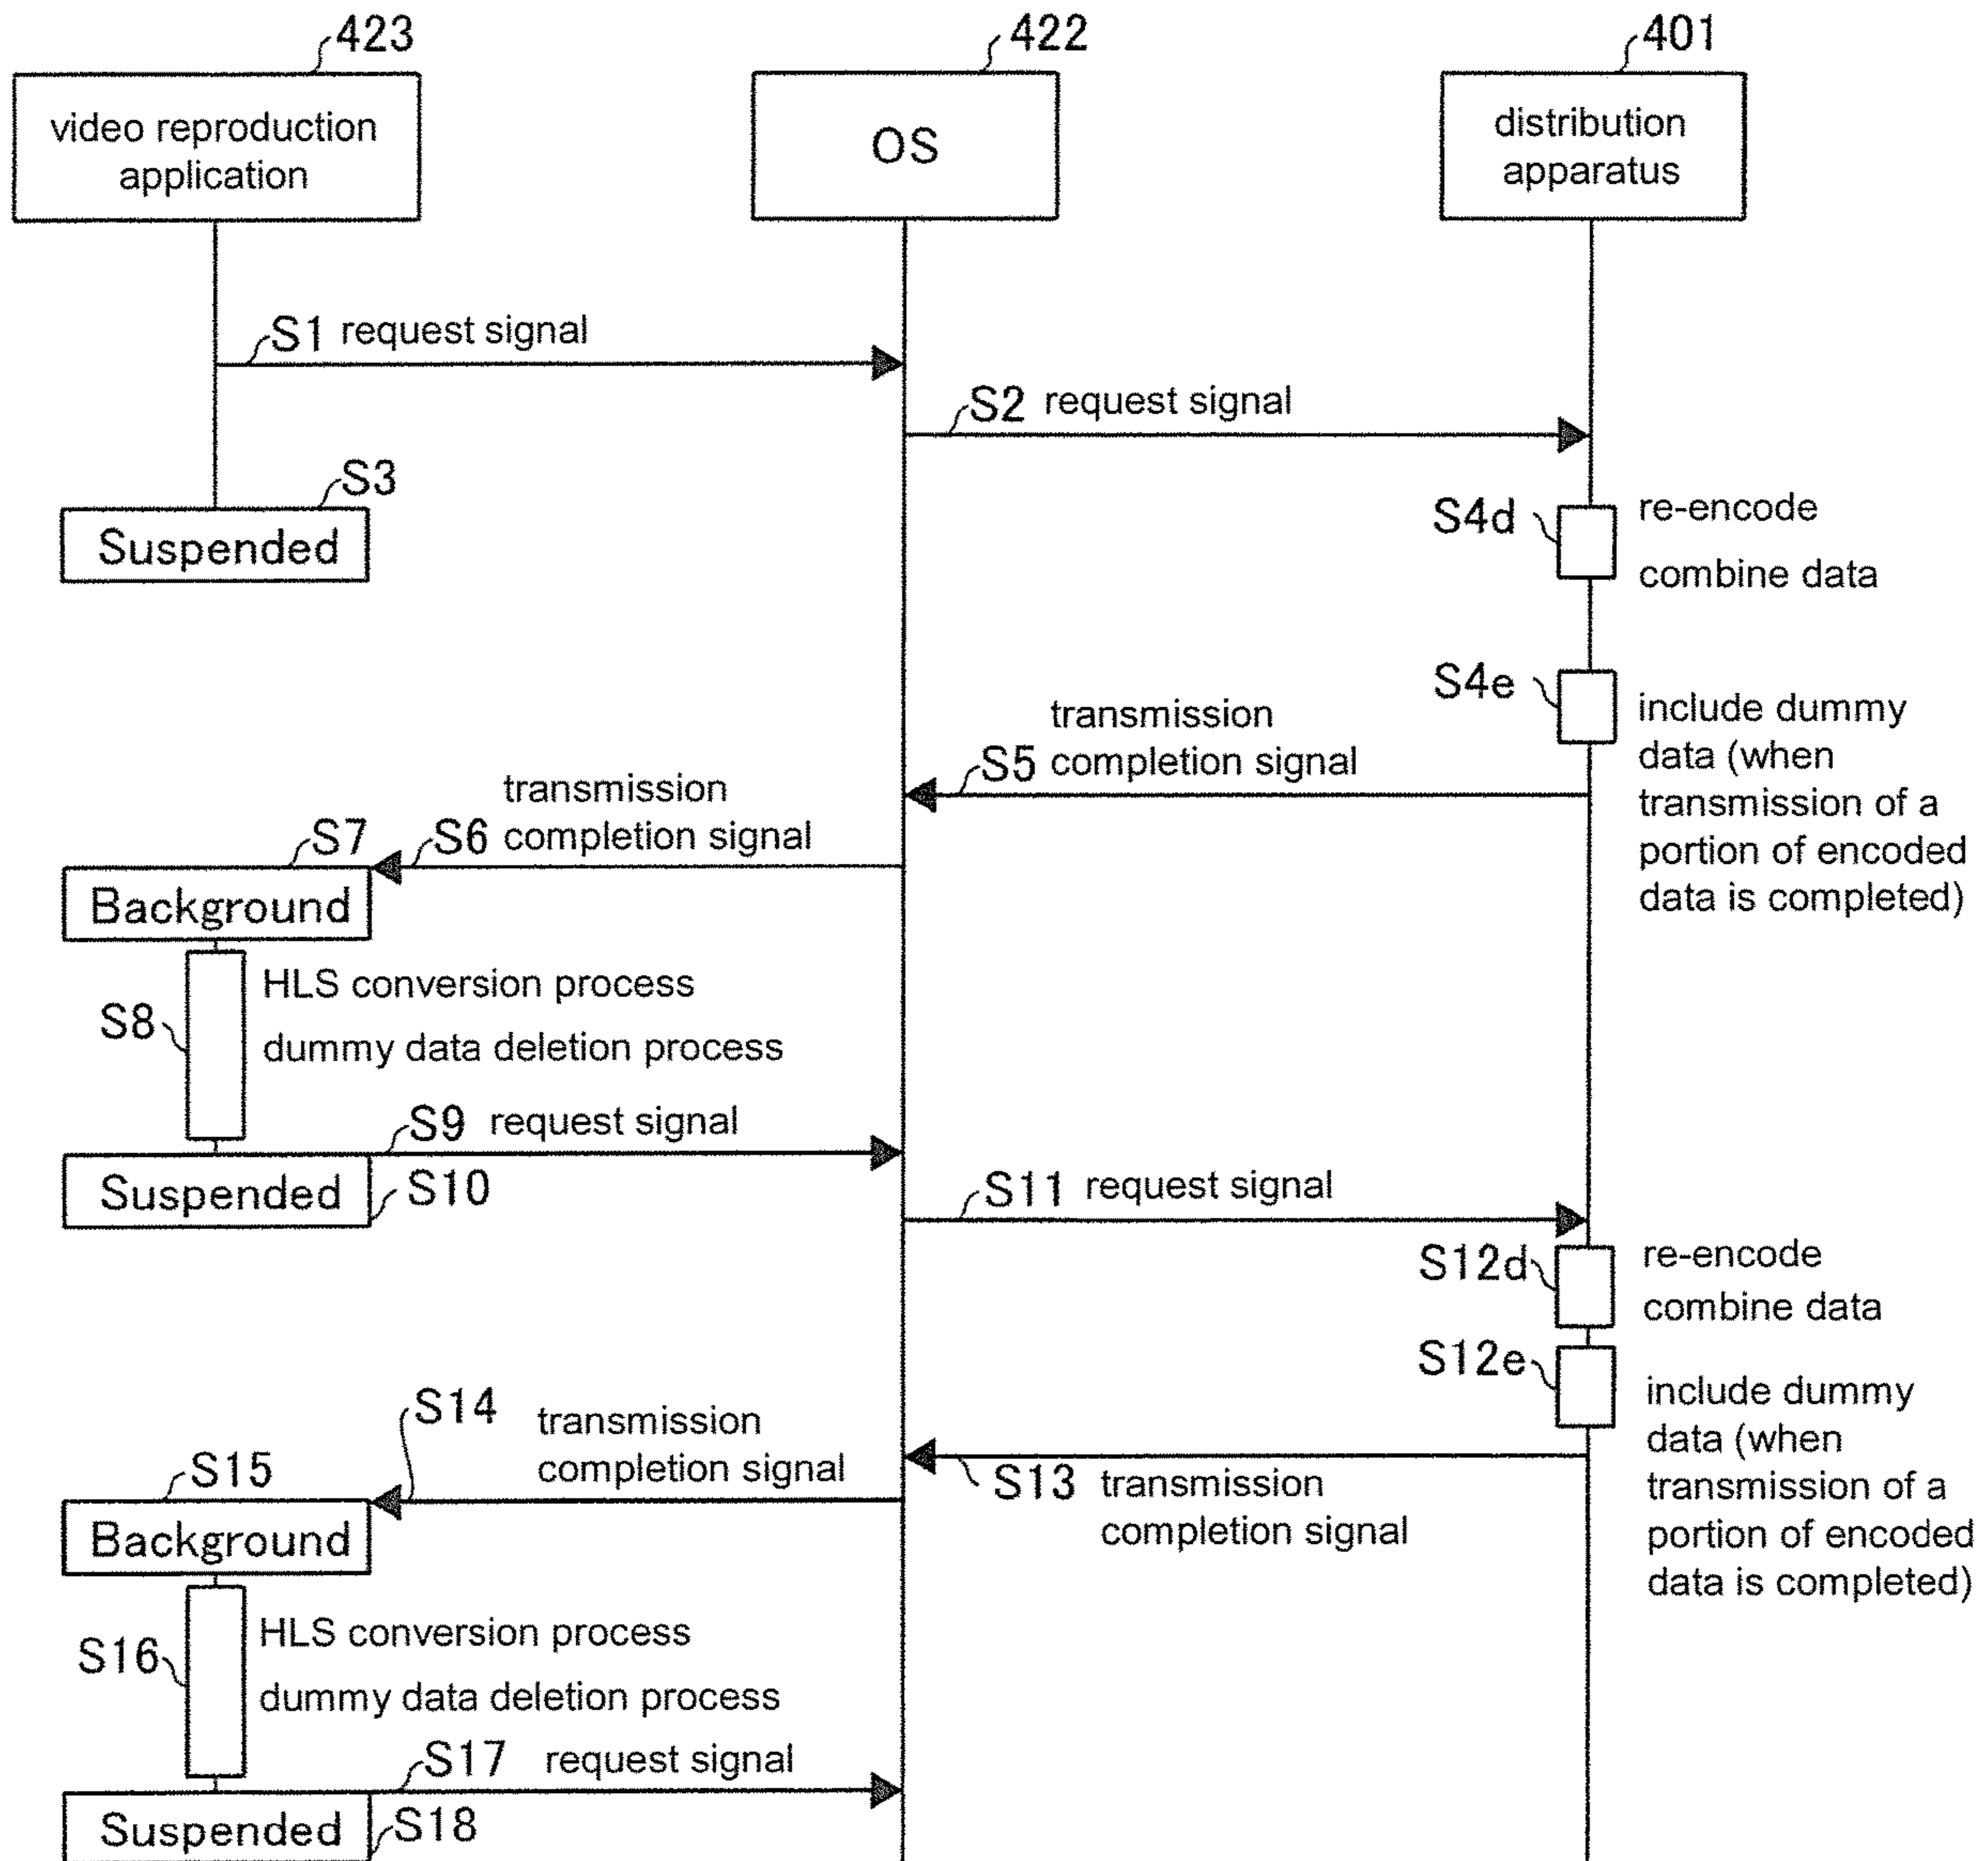 423
422
401
video reproduction
application
OS
distribution
apparatus
S1 request signal
S2 request signal
S3
Suspended
S4d
re-encode
combine data
S4e
include dummy
data (when
transmission of a
portion of encoded
data is completed)
transmission
S5 completion signal
transmission
S6 completion signal
S7
Background
S8
HLS conversion process
dummy data deletion process
S9 request signal
Suspended
S10
S11 request signal
S12d
re-encode
combine data
S12e
include dummy
data (when
transmission of a
portion of encoded
data is completed)
S13 transmission
completion signal
S14
transmission
completion signal
S15
Background
S16
HLS conversion process
dummy data deletion process
S17 request signal
Suspended
S18